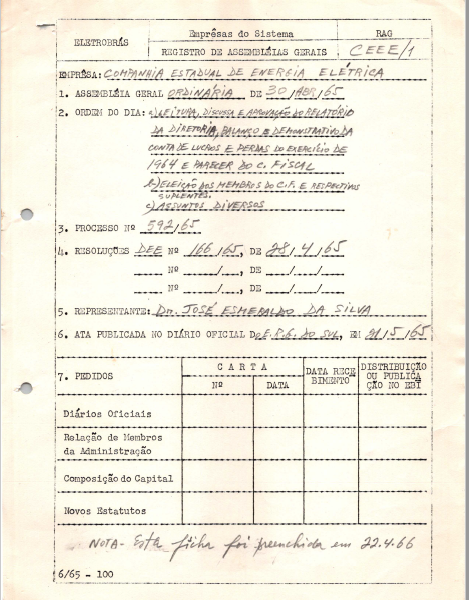 ELETROBRÁS
Emprêsas do Sistema
REGISTRO DE ASSEMBLÉIAS GERAIS
RAG
CEEE/1
EMPRÊSA: COMPANHIA ESTADUAL DE ENERGIA ELÉTRICA
1. ASSEMBLÉIA GERAL ORDINÁRIA DE 30/ABR/65
2. ORDEM DO DIA: a) LEITURA, DISCUSSÃO E APROVAÇÃO DO RELATÓRIO
DA DIRETORIA, BALANÇO E DEMONSTRATIVO DA
CONTA DE LUCROS E PERDAS DO EXERCÍCIO DE
1964 E PARECER DO C. FISCAL
b) ELEIÇÃO DOS MEMBROS DO C.F. E RESPECTIVOS
SUPLENTES.
c) ASSUNTOS DIVERSOS
3. PROCESSO Nº 592/65
4. RESOLUÇÕES DEE Nº 166/65, DE 28/4/65
Nº / , DE / /
Nº / , DE / /
5. REPRESENTANTE: Dr. JOSÉ ESMERALDO DA SILVA
6. ATA PUBLICADA NO DIÁRIO OFICIAL Do E.R.G. DO SUL, EM 21/5/65
7. PEDIDOS
CARTA
Nº
DATA
DATA RECE
BIMENTO
DISTRIBUIÇÃO
OU PUBLICA
ÇÃO NO EBI
Diários Oficiais
Relação de Membros
da Administração
Composição do Capital
Novos Estatutos
NOTA - Esta ficha foi preenchida em 22.4.66
6/65 - 100